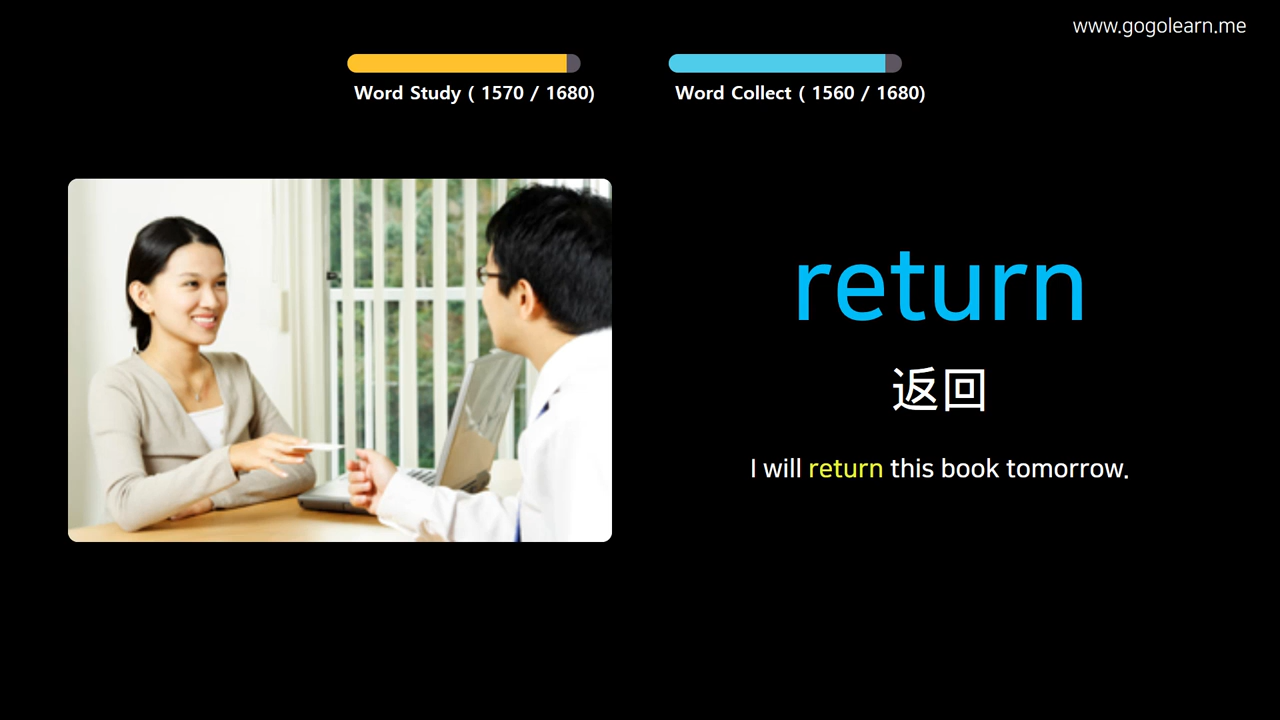 www.gogolearn.me
Word Study ( 1570 / 1680)
Word Collect ( 1560 / 1680)
return
返回
I will return this book tomorrow.